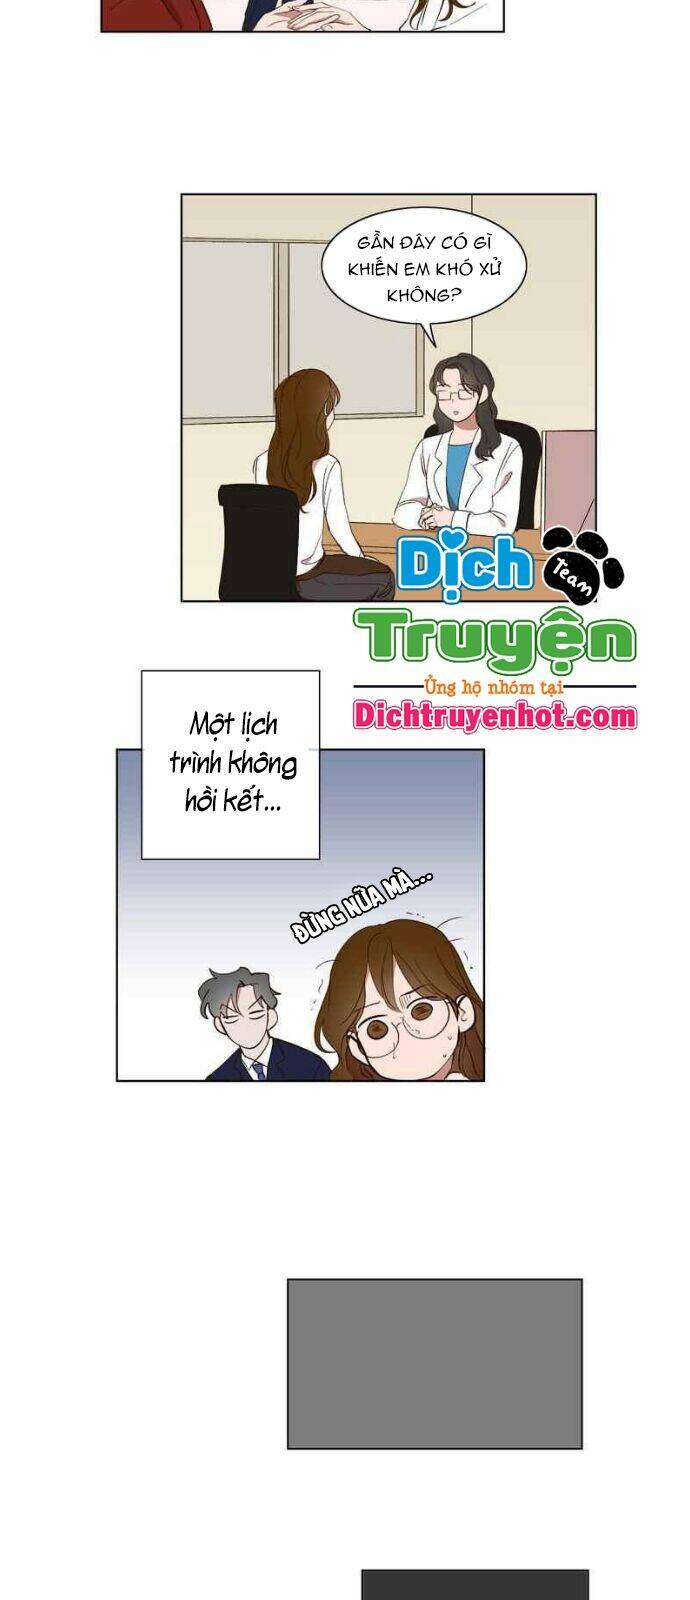 GẦN ĐÂY CÓ GÌ
KHIẾN EM KHÓ XỬ
KHÔNG?
Dịch
Team
Truyện
Ủng hộ nhóm tại
Dichtruyenhot.com
Một lịch
trình không
hồi kết...
ĐỪNG NỮA MÀ...